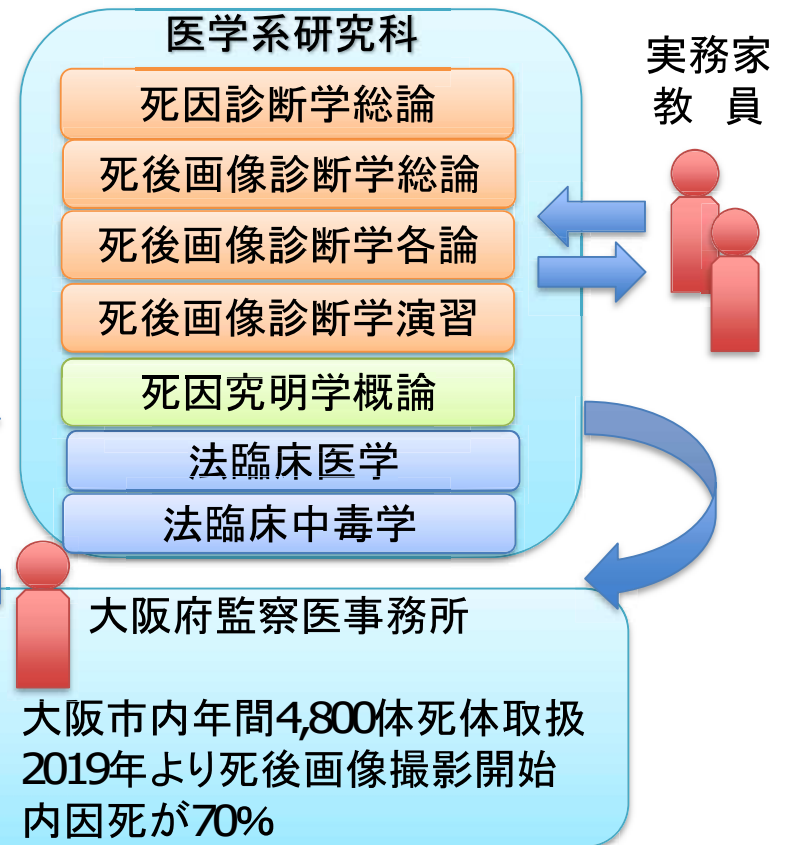 医学系研究科
実務家
教 員
死因診断学総論
死後画像診断学総論
死後画像診断学各論
死後画像診断学演習
死因究明学概論
法臨床医学
法臨床中毒学
大阪府監察医事務所
大阪市内年間4,800体死体取扱
2019年より死後画像撮影開始
内因死が70%